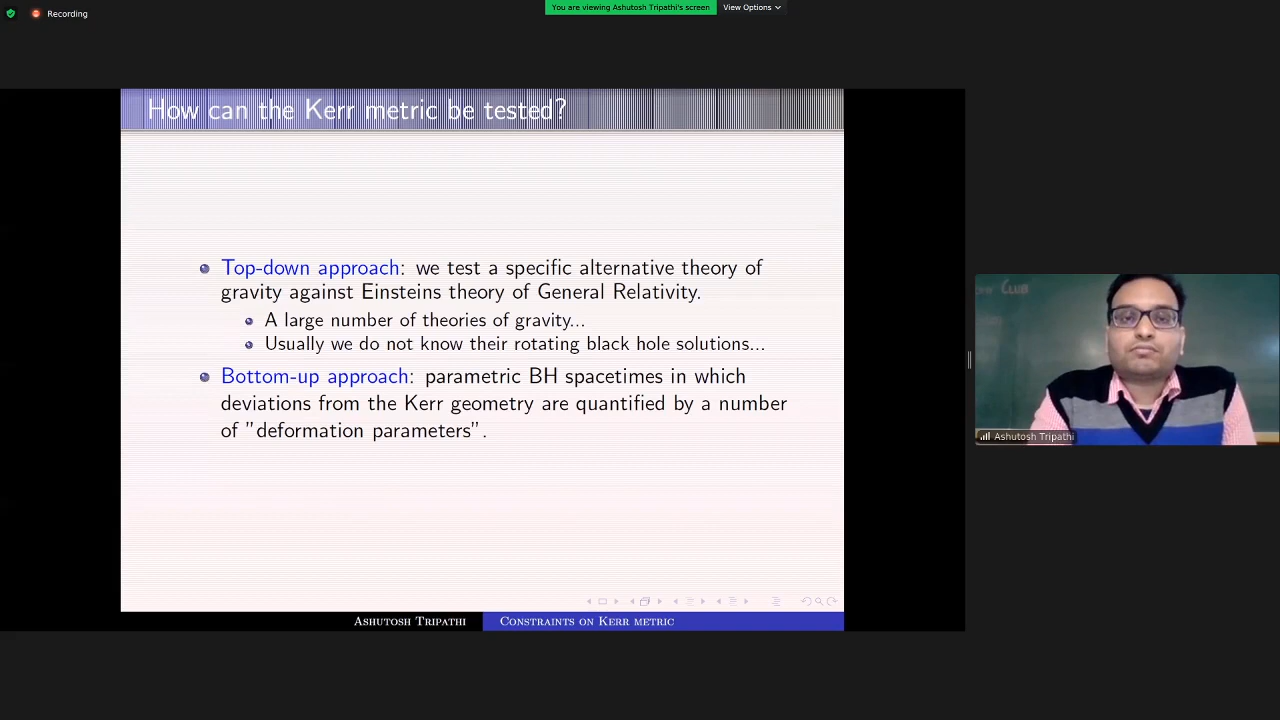 Recording
You are viewing Ashutosh Tripathi's screen
View Options
How can the Kerr metric be tested?
Top-down approach: we test a specific alternative theory of
gravity against Einsteins theory of General Relativity.
A large number of theories of gravity...
Usually we do not know their rotating black hole solutions...
Bottom-up approach: parametric BH spacetimes in which
deviations from the Kerr geometry are quantified by a number
of "deformation parameters".
CLUB
Ashutosh Tripathi
ASHUTOSH TRIPATHI
CONSTRAINTS ON KERR METRIC